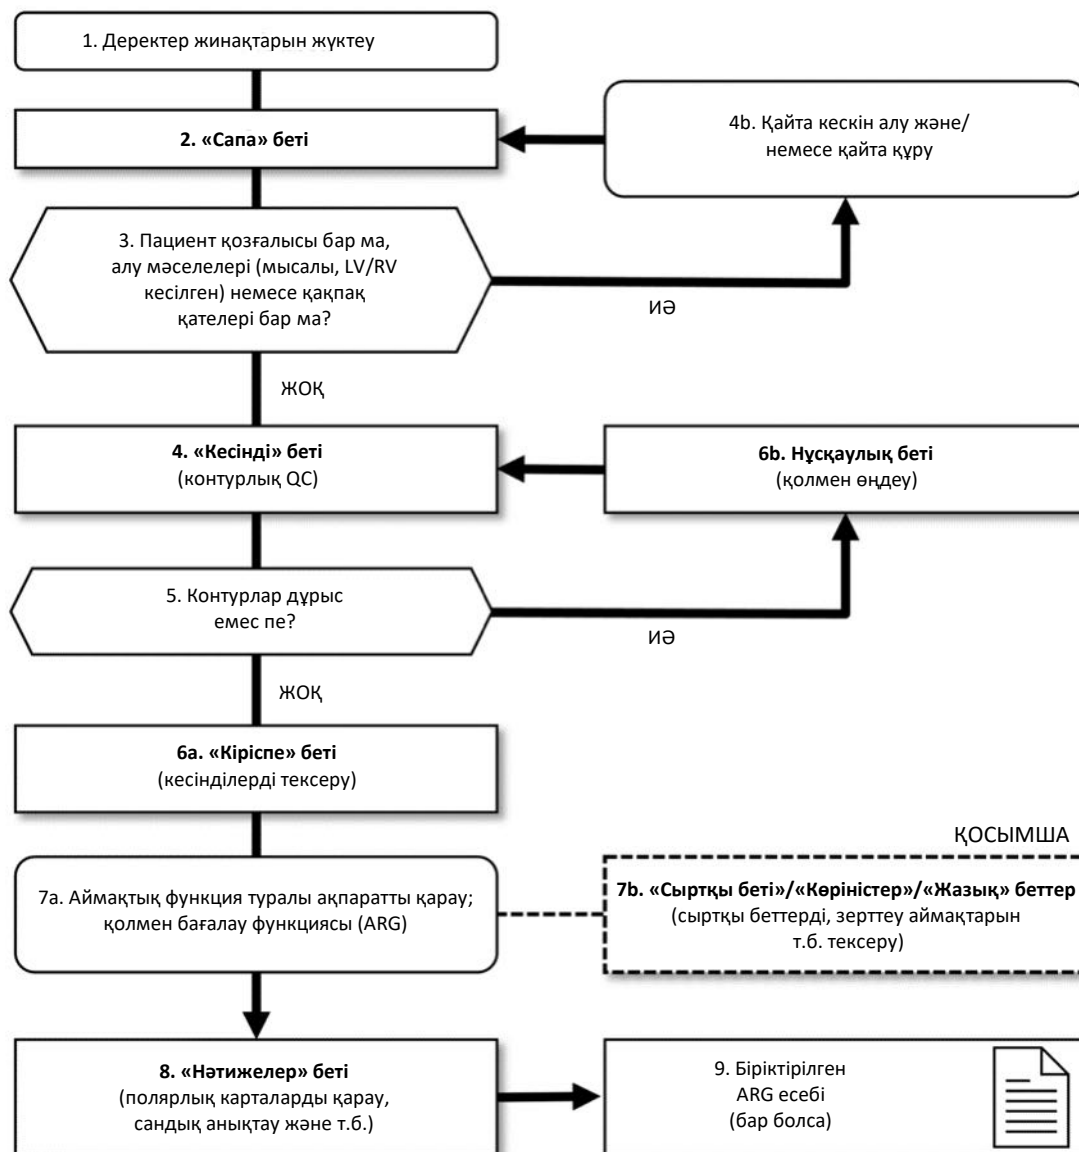 1. Деректер жинақтарын жүктеу
2. «Сапа» беті
4b. Қайта кескін алу және/
немесе қайта құру
3. Пациент қозғалысы бар ма,
алу мәселелері (мысалы, LV/RV
кесілген) немесе қақпақ
қателері бар ма?
ИӘ
ЖОҚ
4. «Кесінді» беті
(контурлық QC)
6b. Нұсқаулық беті
(қолмен өңдеу)
5. Контурлар дұрыс
емес пе?
ИӘ
ЖОҚ
6a. «Кіріспе» беті
(кесінділерді тексеру)
ҚОСЫМША
7a. Аймақтық функция туралы ақпаратты қарау;
қолмен бағалау функциясы (ARG)
7b. «Сыртқы беті»/«Көріністер»/«Жазық» беттер
(сыртқы беттерді, зерттеу аймақтарын
т.б. тексеру)
8. «Нәтижелер» беті
(полярлық карталарды қарау,
сандық анықтау және т.б.)
9. Біріктірілген
ARG есебі
(бар болса)